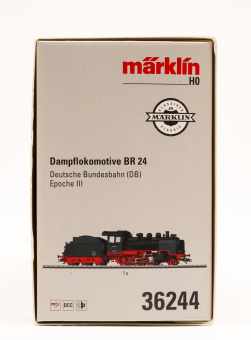 märklin
H0
MÄRKLIN
Dampflokomotive BR 24
Deutsche Bundesbahn (DB)
Epoche III
DCC
36244